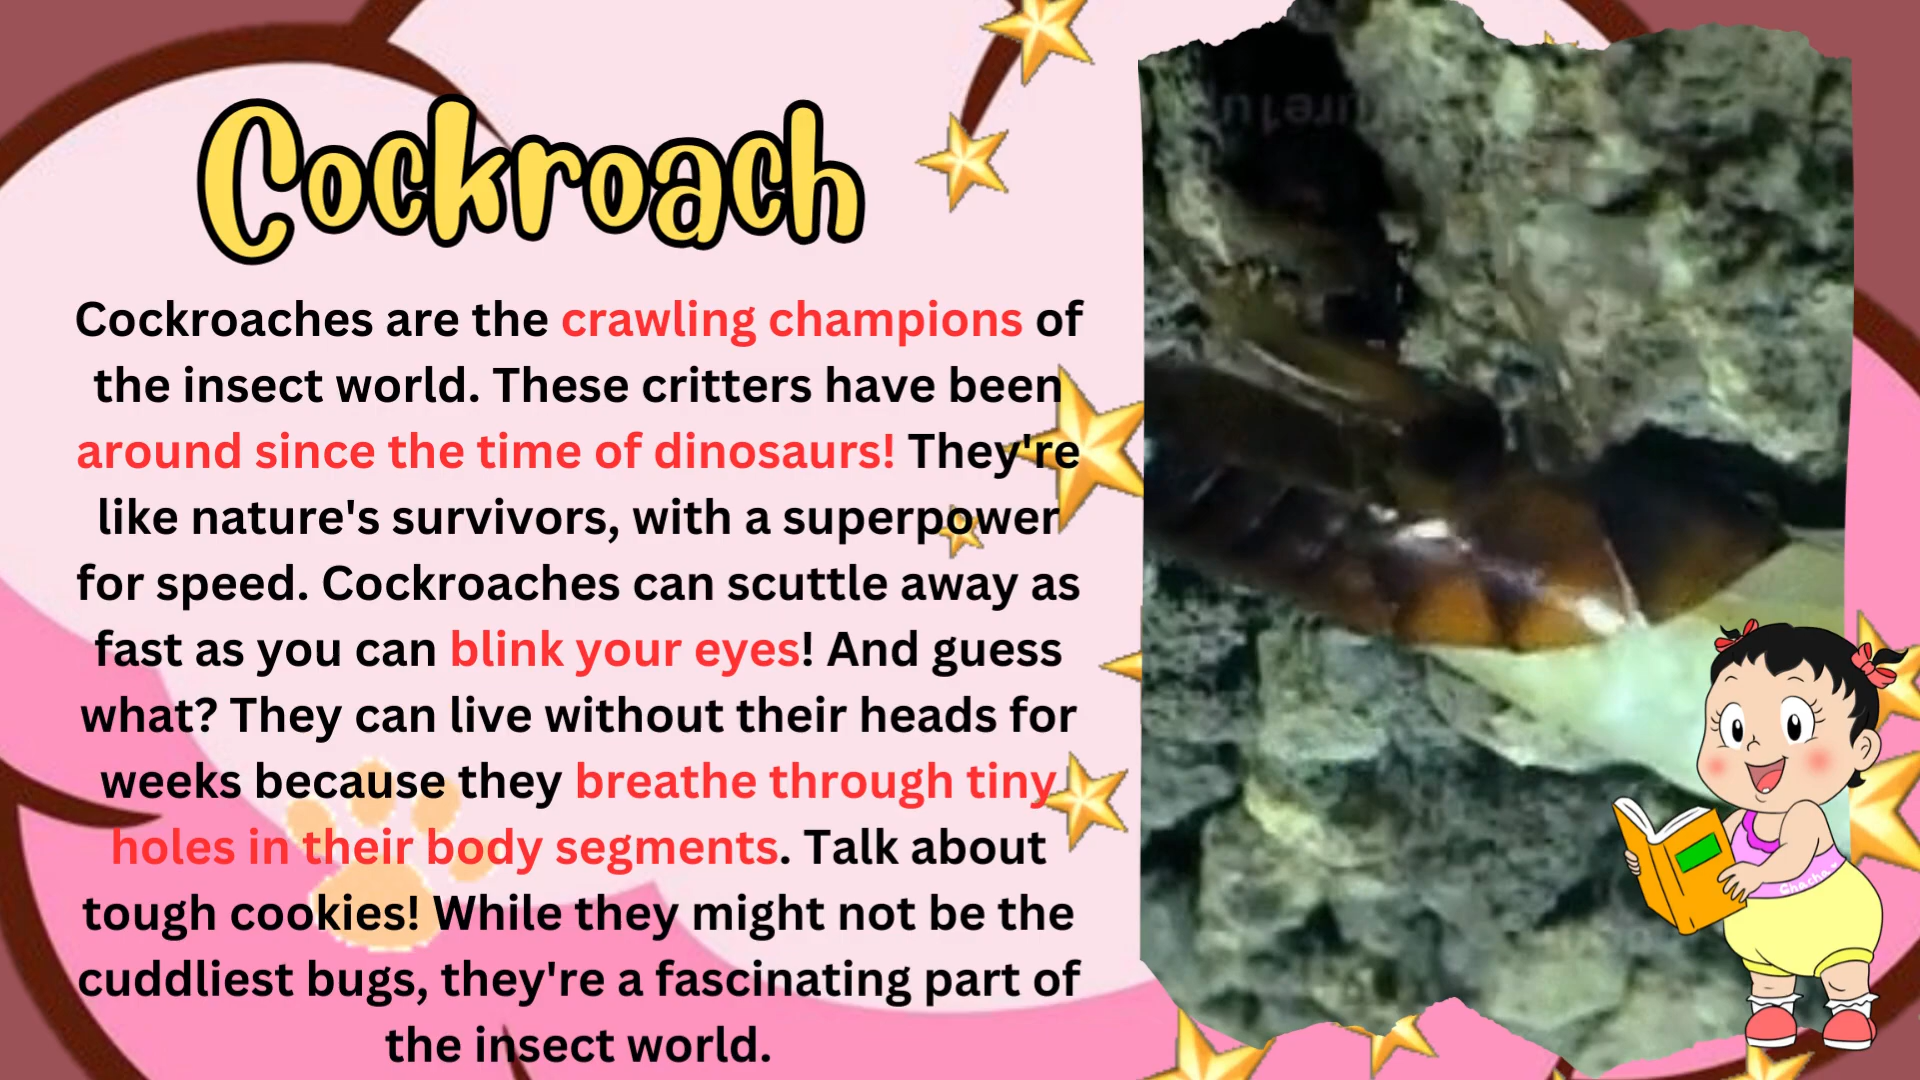 Cockroach
Cockroaches are the crawling champions of
the insect world. These critters have been
around since the time of dinosaurs! They're
like nature's survivors, with a superpower
for speed. Cockroaches can scuttle away as
fast as you can blink your eyes! And guess
what? They can live without their heads for
weeks because they breathe through tiny
holes in their body segments. Talk about
tough cookies! While they might not be the
cuddliest bugs, they're a fascinating part of
the insect world.
Chacha